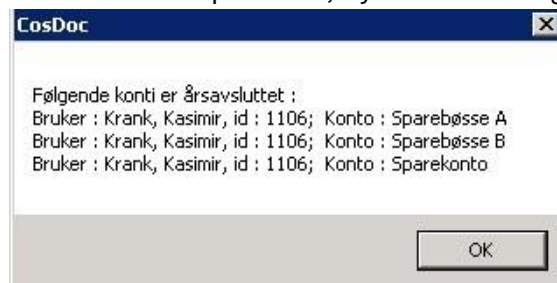 CosDoc
Følgende konti er årsavsluttet :
Bruker : Krank, Kasimir, id : 1106; Konto : Sparebøsse A
Bruker : Krank, Kasimir, id : 1106; Konto : Sparebøsse B
Bruker : Krank, Kasimir, id : 1106; Konto : Sparekonto
OK